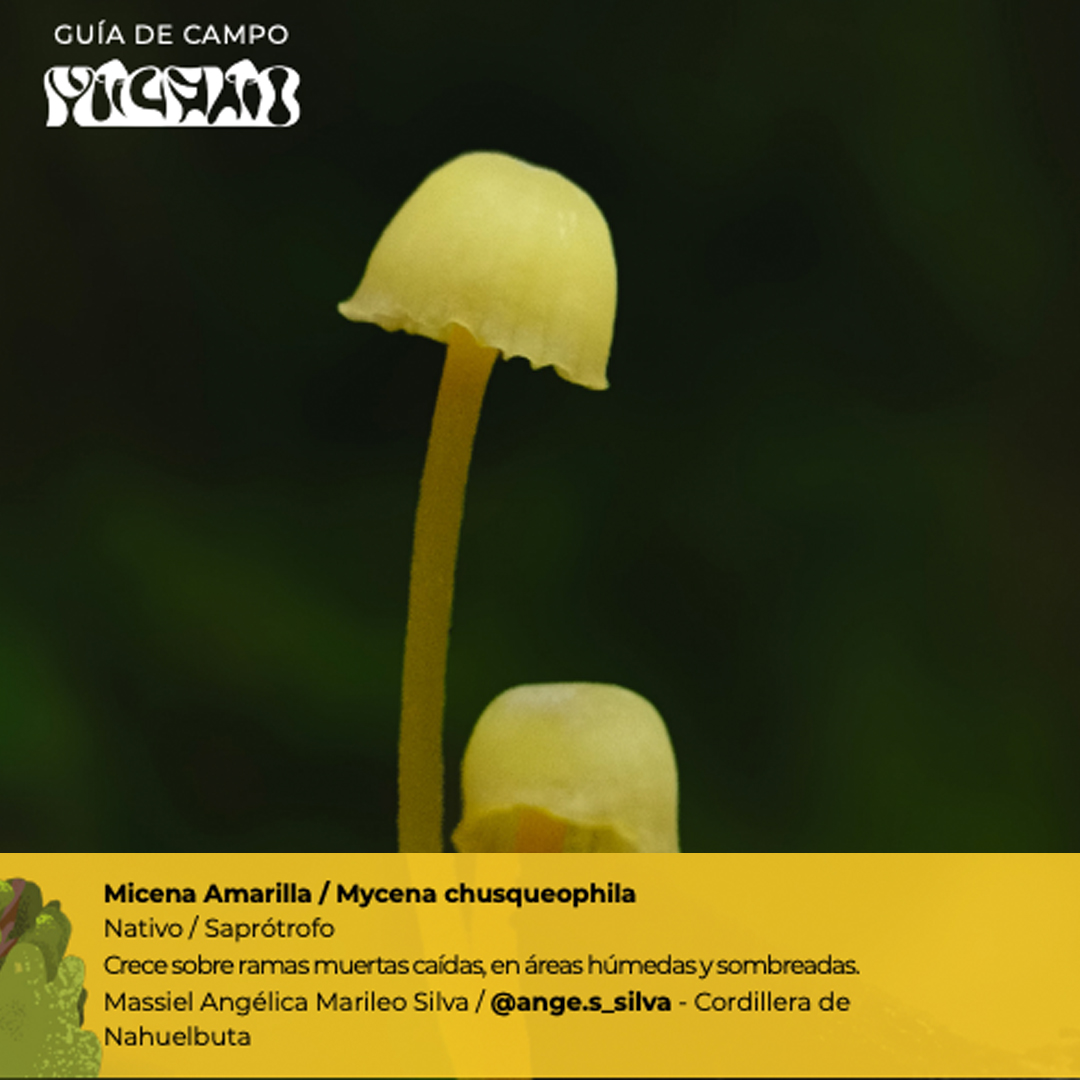 GUÍA DE CAMPO
MICELIO
Micena Amarilla / Mycena chusqueophila
Nativo / Saprótrofo
Crece sobre ramas muertas caídas, en áreas húmedas y sombreadas.
Massiel Angélica Marileo Silva / @ange.s_silva - Cordillera de
Nahuelbuta